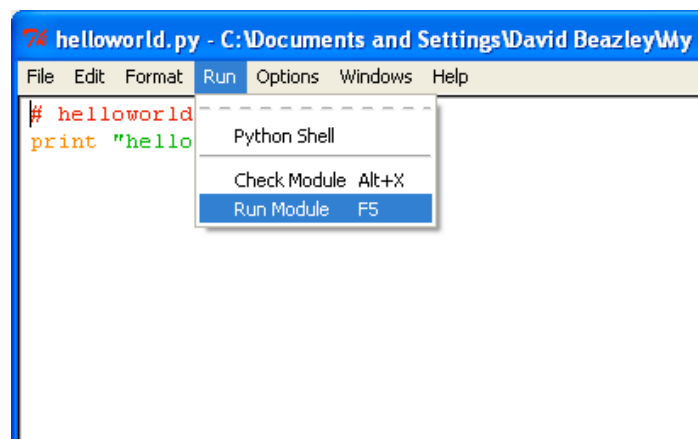 helloworld.py - C:\Documents and Settings\David Beazley\My
File Edit Format Run Options Windows Help
# helloworld
print "hello
Python Shell
Check Module Alt+X
Run Module F5